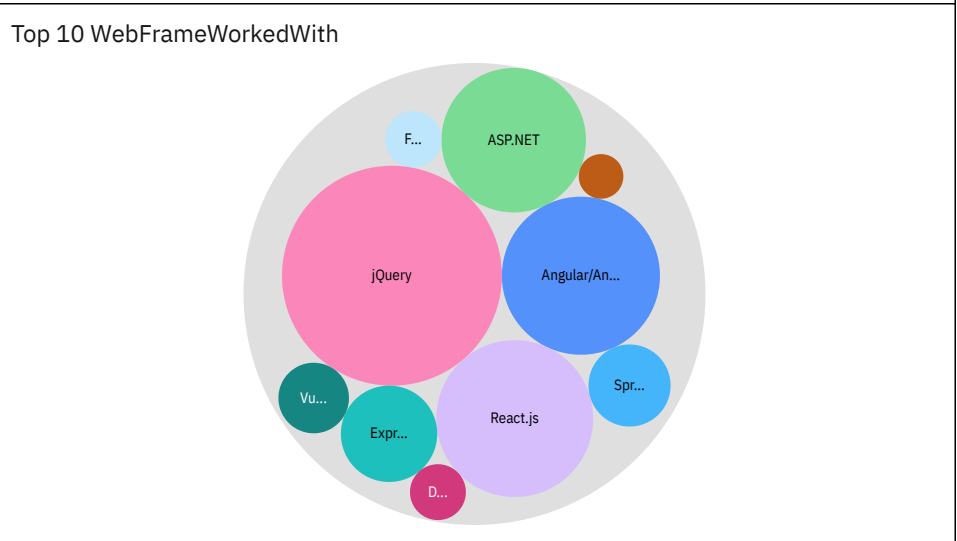 Top 10 WebFrameWorkedWith
F...
ASP.NET
jQuery
Angular/An...
Spr...
Vu...
React.js
Expr...
D...